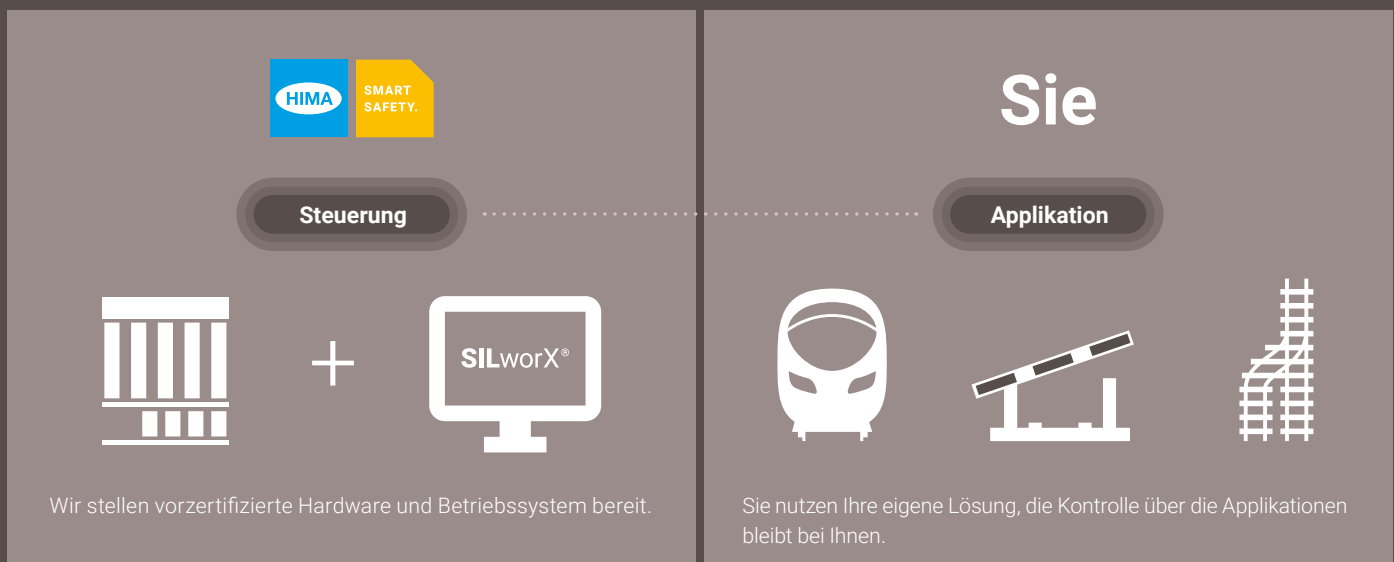 HIMA
SMART
SAFETY.
Steuerung
SILworX®
Wir stellen vorzertifizierte Hardware und Betriebssystem bereit.
Sie
Applikation
Sie nutzen Ihre eigene Lösung, die Kontrolle über die Applikationen
bleibt bei Ihnen.